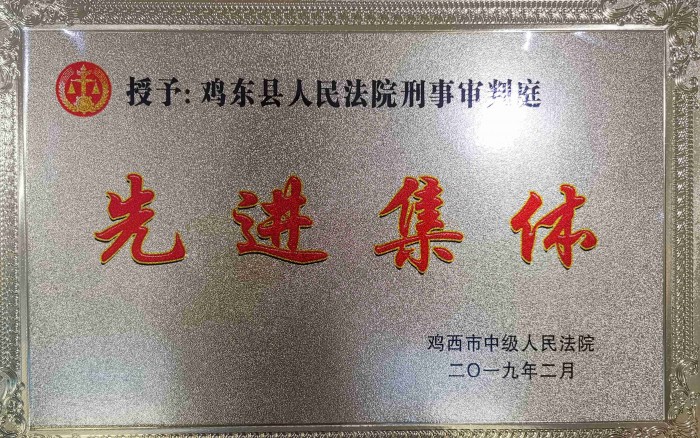 授予:鸡东县人民法院刑事审判庭
先进集体
鸡西市中级人民法院
二〇一九年二月